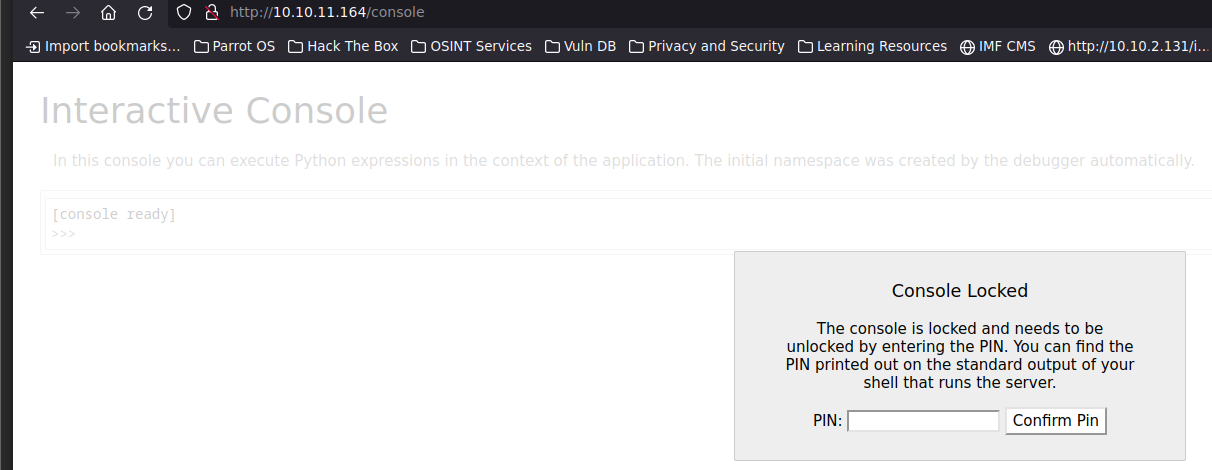 http://10.10.11.164/console
Import bookmarks... Parrot OS Hack The Box OSINT Services Vuln DB Privacy and Security Learning Resources IMF CMS http://10.10.2.131/i...
Interactive Console
In this console you can execute Python expressions in the context of the application. The initial namespace was created by the debugger automatically.
[console ready]
>>>
Console Locked
The console is locked and needs to be
unlocked by entering the PIN. You can find the
PIN printed out on the standard output of your
shell that runs the server.
PIN: Confirm Pin